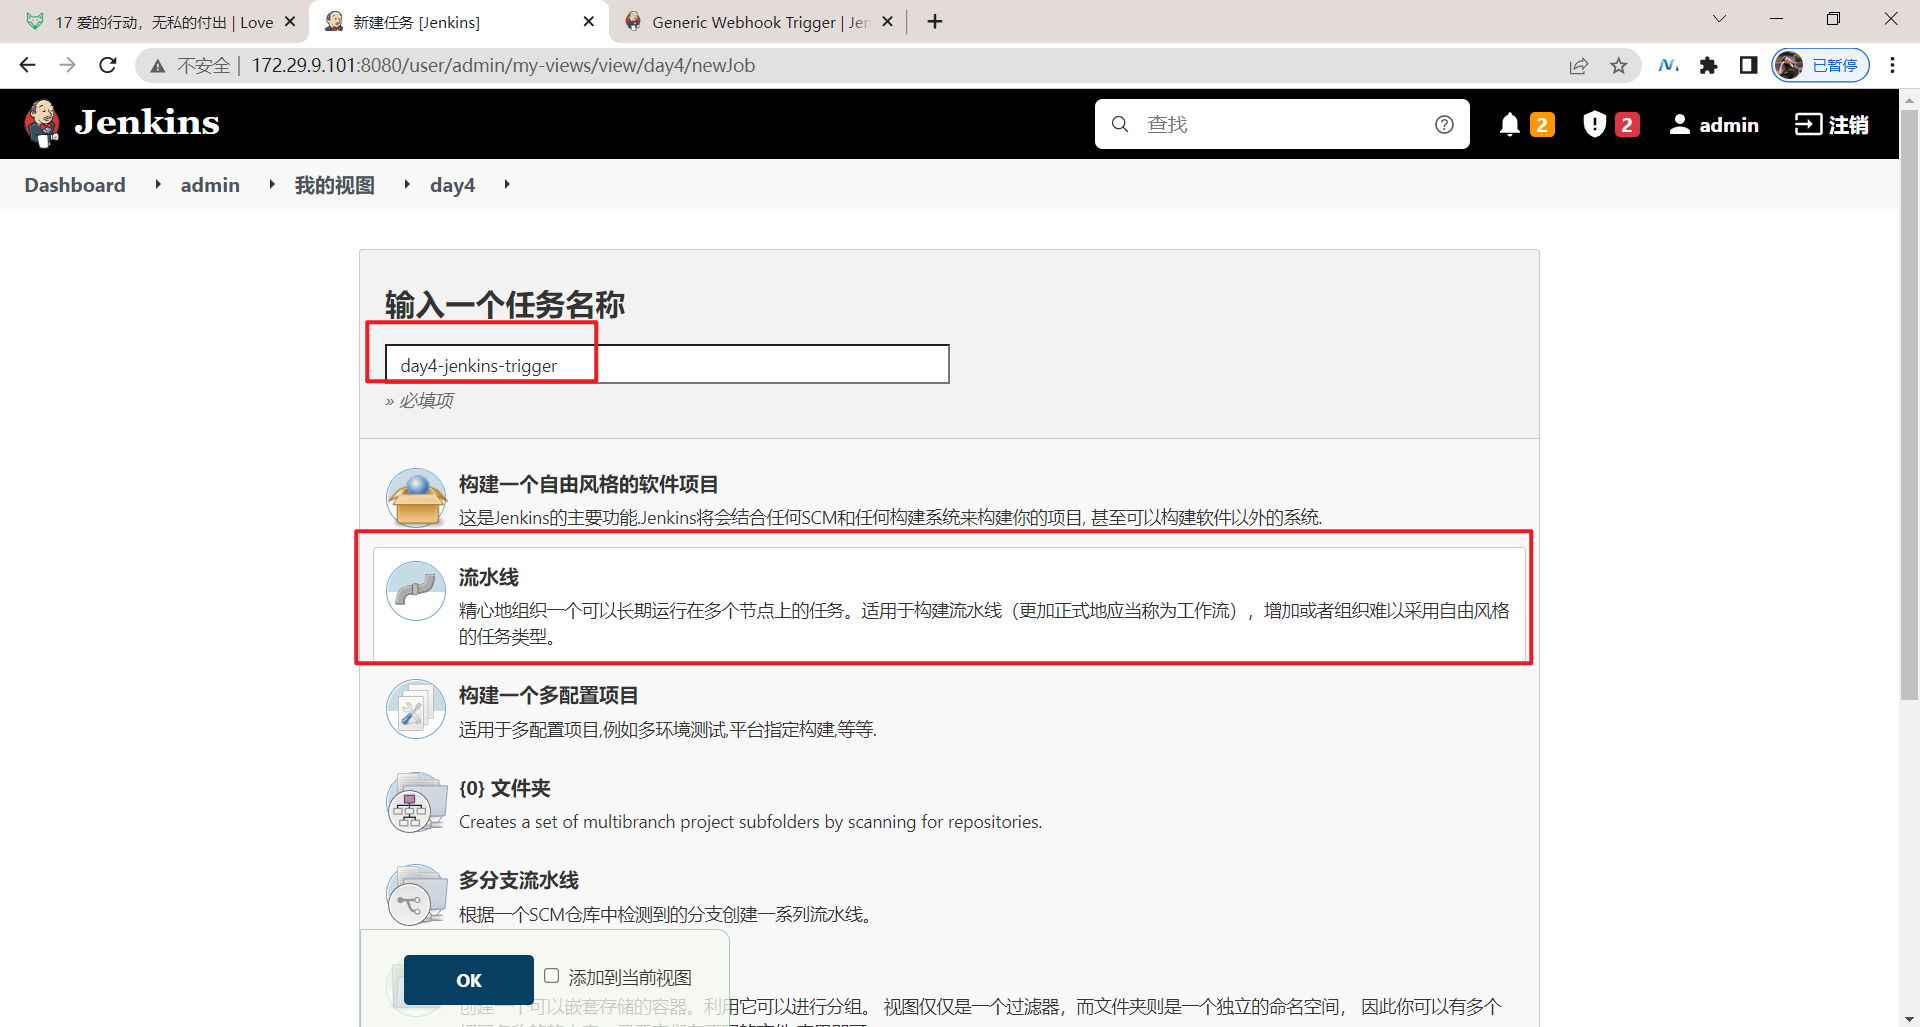 17 爱的行动，无私的付出 | Love
新建任务 [Jenkins]
Generic Webhook Trigger | Jen
不安全 | 172.29.9.101:8080/user/admin/my-views/view/day4/newJob
已暂停
Jenkins
查找
2
2
admin
注销
Dashboard
admin
我的视图
day4
输入一个任务名称
day4-jenkins-trigger
» 必填项
构建一个自由风格的软件项目
这是Jenkins的主要功能.Jenkins将会结合任何SCM和任何构建系统来构建你的项目, 甚至可以构建软件以外的系统.
流水线
精心地组织一个可以长期运行在多个节点上的任务。适用于构建流水线（更加正式地应当称为工作流），增加或者组织难以采用自由风格
的任务类型。
构建一个多配置项目
适用于多配置项目,例如多环境测试,平台指定构建,等等.
{0} 文件夹
Creates a set of multibranch project subfolders by scanning for repositories.
多分支流水线
根据一个SCM仓库中检测到的分支创建一系列流水线。
OK
添加到当前视图
创建一个可以嵌套存储的容器。利用它可以进行分组。 视图仅仅是一个过滤器，而文件夹则是一个独立的命名空间， 因此你可以有多个